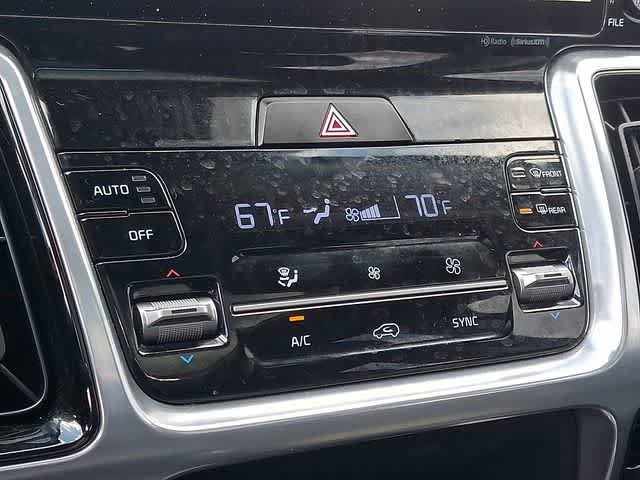 FILE
HD Radio SiriusXM
AUTO
FRONT
67°F 70°F
REAR
OFF
A/C
SYNC